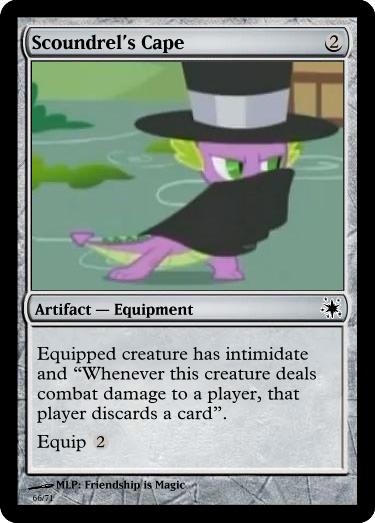 Scoundrel's Cape 2
Artifact — Equipment
Equipped creature has intimidate
and “Whenever this creature deals
combat damage to a player, that
player discards a card”.
Equip 2
MLP: Friendship is Magic
66/71